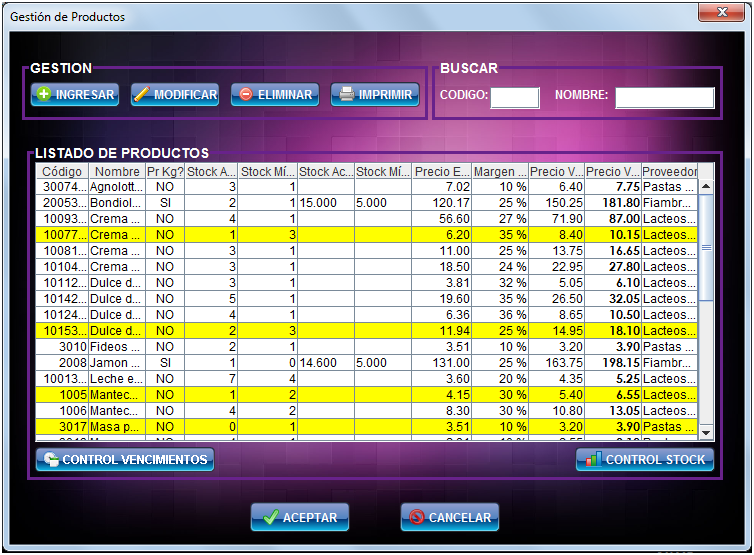 Gestión de Productos
GESTION
INGRESAR MODIFICAR ELIMINAR IMPRIMIR
BUSCAR
CODIGO: NOMBRE:
LISTADO DE PRODUCTOS
Código Nombre Pr Kg? Stock A... Stock Mí... Stock Ac... Stock Mí... Precio E... Margen ... Precio V... Precio V... Proveedor
30074... Agnolott... NO 3 1 7.02 10 % 6.40 7.75 Pastas ...
20053... Bondiol... SI 2 1 15.000 5.000 120.17 25 % 150.25 181.80 Fiambr...
10093... Crema ... NO 4 1 56.60 27 % 71.90 87.00 Lacteos...
10077... Crema ... NO 1 3 6.20 35 % 8.40 10.15 Lacteos...
10081... Crema ... NO 3 1 11.00 25 % 13.75 16.65 Lacteos...
10104... Crema ... NO 3 1 18.50 24 % 22.95 27.80 Lacteos...
10112... Dulce d... NO 3 1 3.81 32 % 5.05 6.10 Lacteos...
10142... Dulce d... NO 5 1 19.60 35 % 26.50 32.05 Lacteos...
10124... Dulce d... NO 4 1 6.36 36 % 8.65 10.50 Lacteos...
10153... Dulce d... NO 2 3 11.94 25 % 14.95 18.10 Lacteos...
3010 Fideos ... NO 2 1 3.51 10 % 3.20 3.90 Pastas ...
2008 Jamon ... SI 1 0 14.600 5.000 131.00 25 % 163.75 198.15 Fiambr...
10013... Leche e... NO 7 4 3.60 20 % 4.35 5.25 Lacteos...
1005 Mantec... NO 1 2 4.15 30 % 5.40 6.55 Lacteos...
1006 Mantec... NO 4 2 8.30 30 % 10.80 13.05 Lacteos...
3017 Masa p... NO 0 1 3.51 10 % 3.20 3.90 Pastas ...
CONTROL VENCIMIENTOS CONTROL STOCK
ACEPTAR CANCELAR